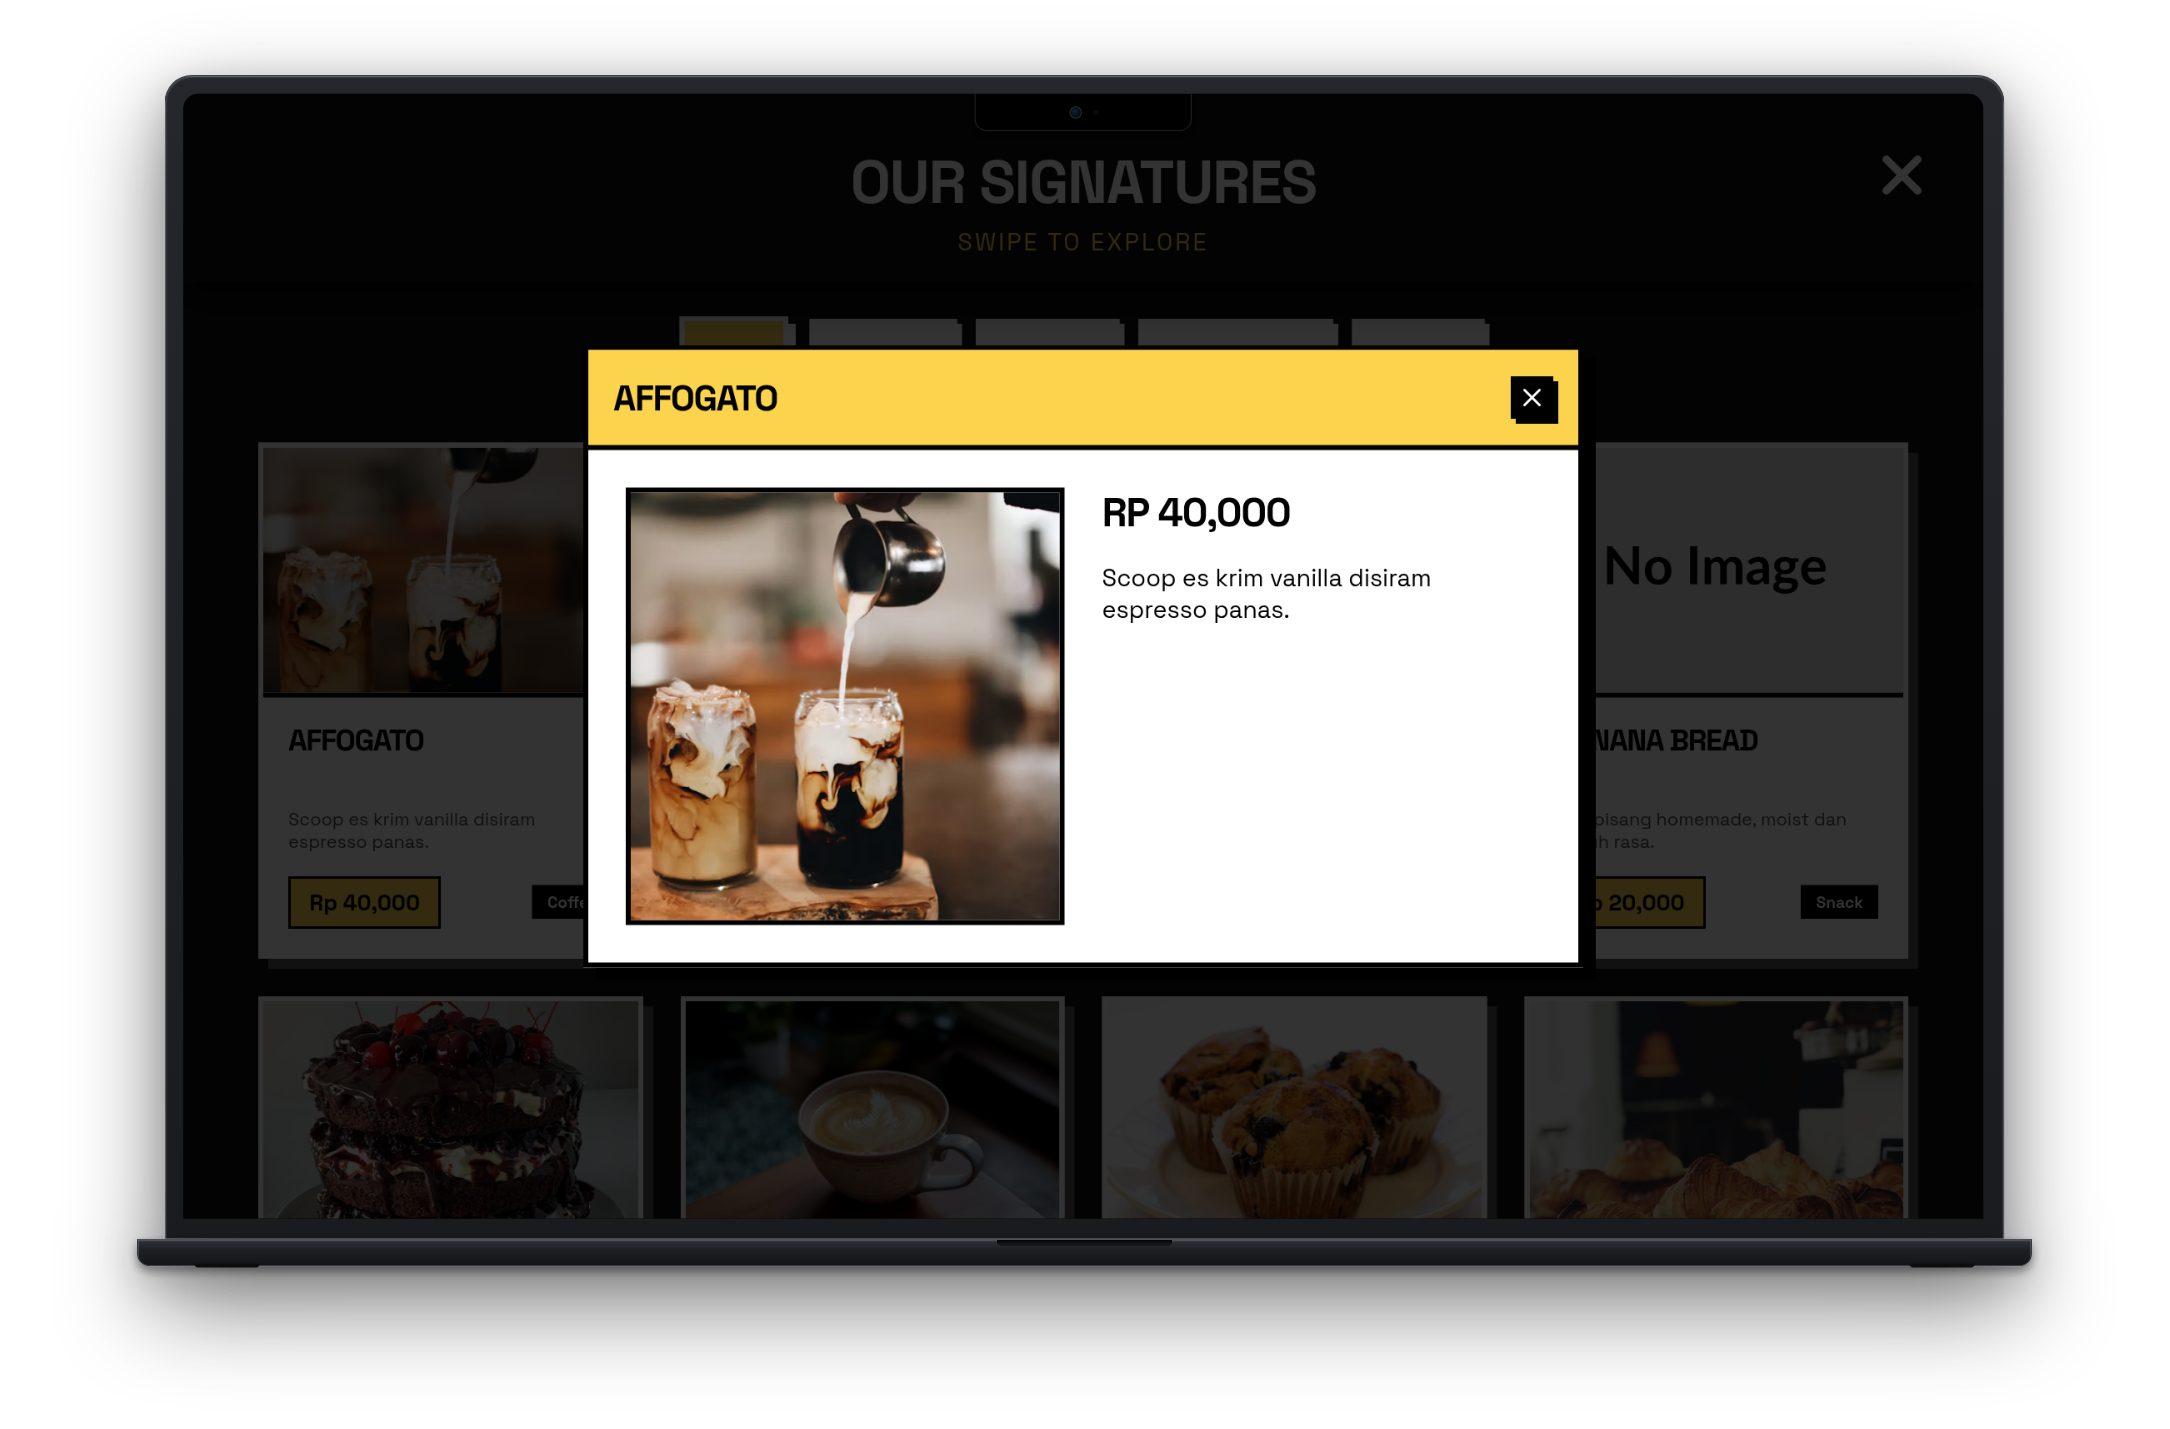 OUR SIGNATURES
SWIPE TO EXPLORE
AFFOGATO
RP 40,000
Scoop es krim vanilla disiram
espresso panas.
No Image
AFFOGATO
Scoop es krim vanilla disiram
espresso panas.
Rp 40,000
BREAD
pisang homemade, moist dan
rasa.
20,000
Snack